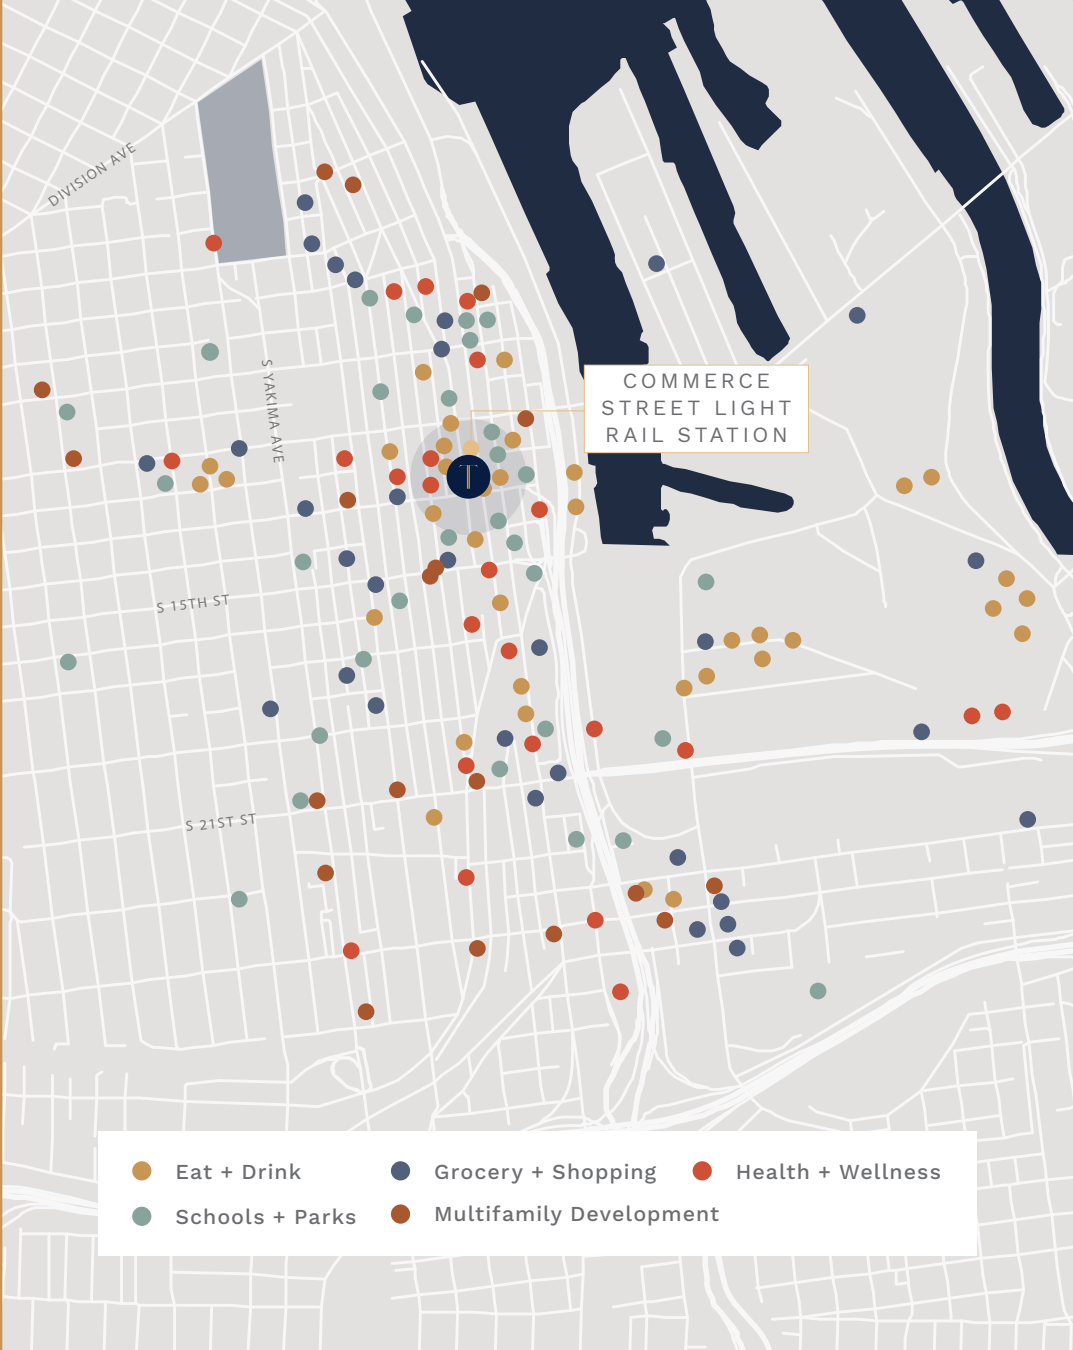 DIVISION AVE
S YAKIMA AVE
COMMERCE
STREET LIGHT
RAIL STATION
T
S 15TH ST
S 21ST ST
Eat + Drink
Grocery + Shopping
Health + Wellness
Schools + Parks
Multifamily Development